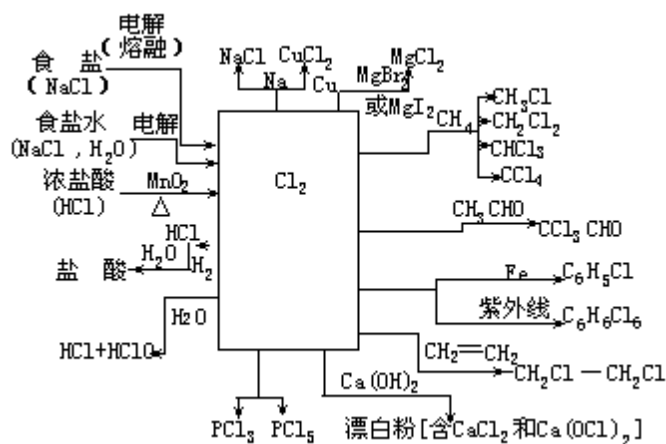 电解
(熔融)
食 盐
(NaCl)
食盐水 电解
(NaCl,H₂O)
浓盐酸 MnO₂
(HCl) △
HCl
H₂O
H₂
盐 酸
H₂O
HCl+HClO
NaCl CuCl₂
Na Cu
MgCl₂
MgBr₂
或MgI₂
Cl₂
CH₄
CH₃Cl
CH₂Cl₂
CHCl₃
CCl₄
CH₃CHO
CCl₃CHO
Fe
C₆H₅Cl
紫外线
C₆H₆Cl₆
CH₂═CH₂
CH₂Cl—CH₂Cl
Ca(OH)₂
PCl₃ PCl₅
漂白粉[含CaCl₂和Ca(OCl)₂]